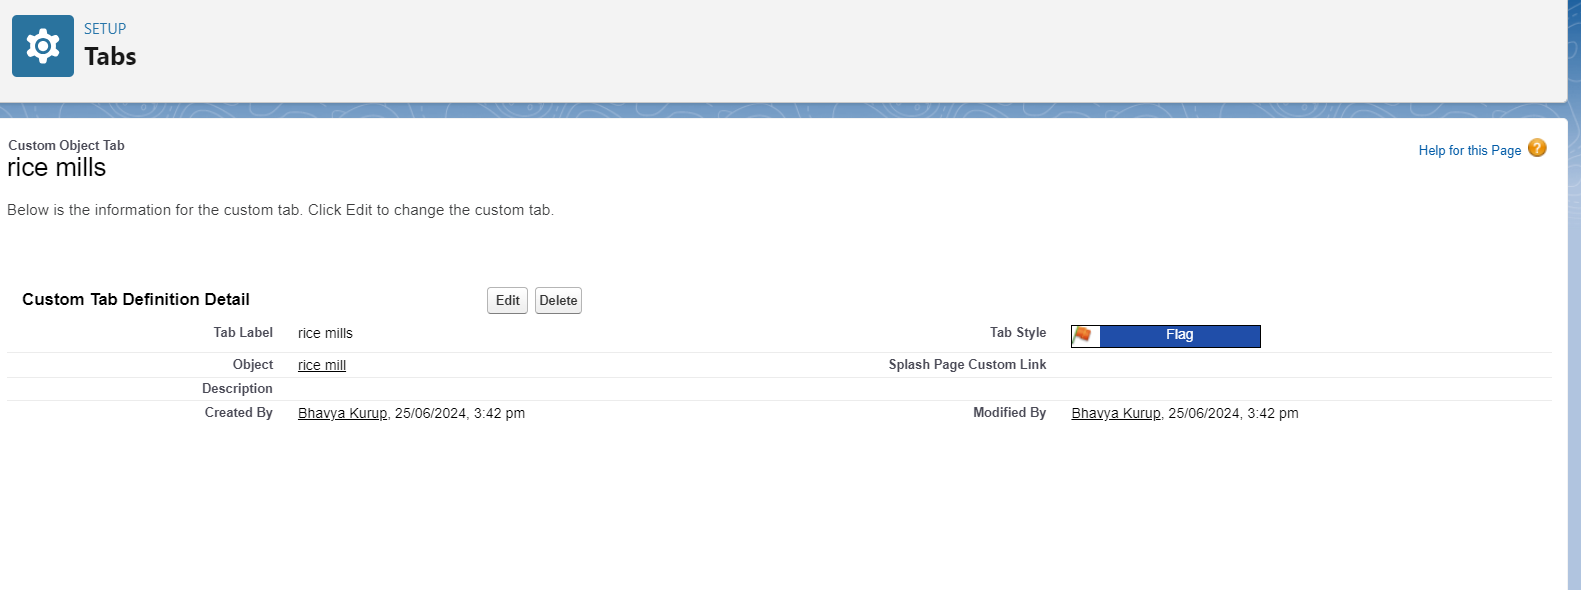 SETUP
Tabs
Custom Object Tab
rice mills
Help for this Page ?
Below is the information for the custom tab. Click Edit to change the custom tab.
Custom Tab Definition Detail Edit Delete
Tab Label rice mills Tab Style Flag
Object rice mill Splash Page Custom Link
Description
Created By Bhavya Kurup, 25/06/2024, 3:42 pm Modified By Bhavya Kurup, 25/06/2024, 3:42 pm